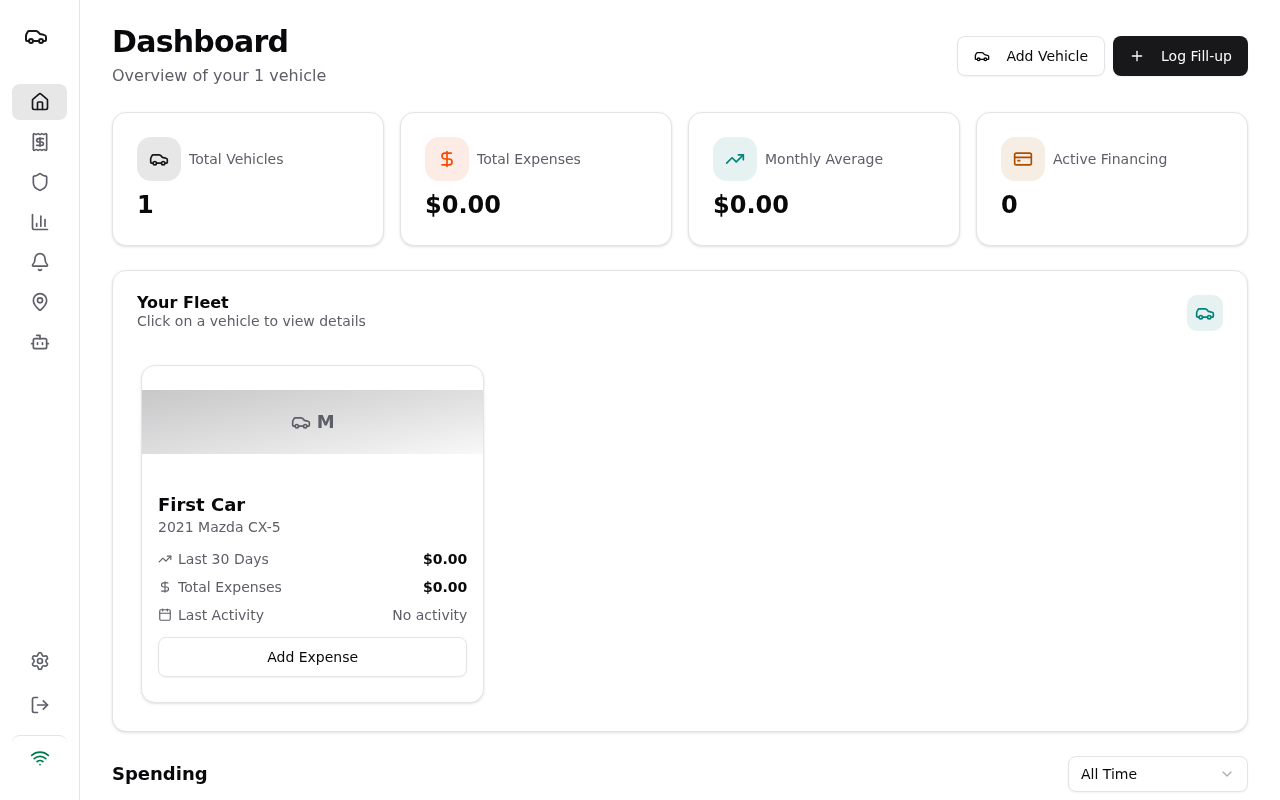 Dashboard
Overview of your 1 vehicle
Add Vehicle
Log Fill-up
Total Vehicles
1
Total Expenses
$0.00
Monthly Average
$0.00
Active Financing
0
Your Fleet
Click on a vehicle to view details
M
First Car
2021 Mazda CX-5
Last 30 Days $0.00
Total Expenses $0.00
Last Activity No activity
Add Expense
Spending
All Time